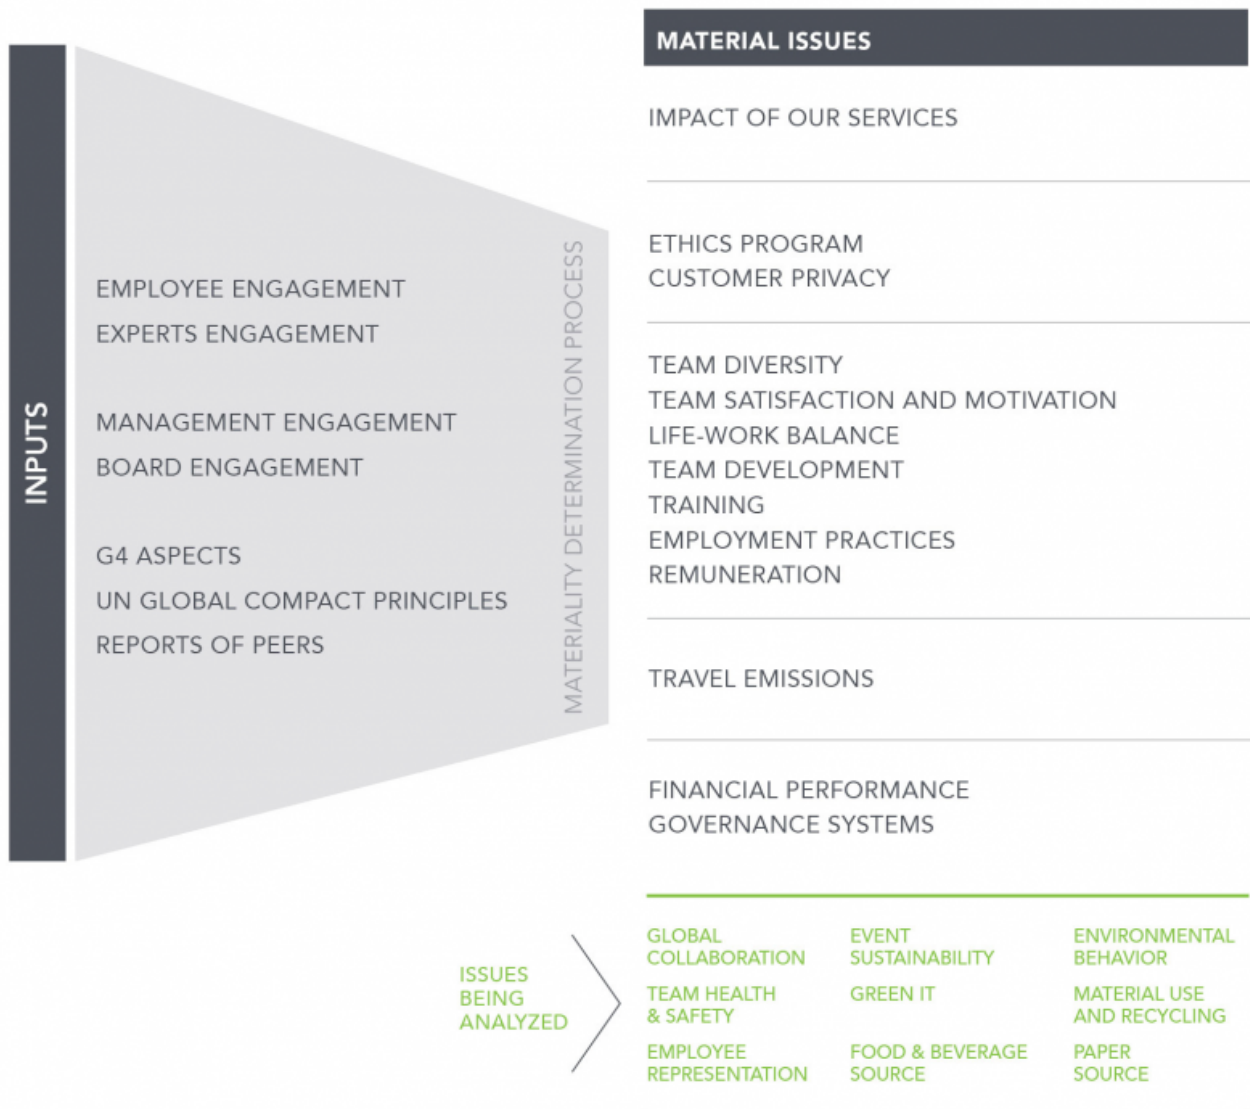 INPUTS
EMPLOYEE ENGAGEMENT
EXPERTS ENGAGEMENT
MANAGEMENT ENGAGEMENT
BOARD ENGAGEMENT
G4 ASPECTS
UN GLOBAL COMPACT PRINCIPLES
REPORTS OF PEERS
MATERIALITY DETERMINATION PROCESS
MATERIAL ISSUES
IMPACT OF OUR SERVICES
ETHICS PROGRAM
CUSTOMER PRIVACY
TEAM DIVERSITY
TEAM SATISFACTION AND MOTIVATION
LIFE-WORK BALANCE
TEAM DEVELOPMENT
TRAINING
EMPLOYMENT PRACTICES
REMUNERATION
TRAVEL EMISSIONS
FINANCIAL PERFORMANCE
GOVERNANCE SYSTEMS
ISSUES
BEING
ANALYZED
GLOBAL
COLLABORATION
EVENT
SUSTAINABILITY
ENVIRONMENTAL
BEHAVIOR
TEAM HEALTH
& SAFETY
GREEN IT
MATERIAL USE
AND RECYCLING
EMPLOYEE
REPRESENTATION
FOOD & BEVERAGE
SOURCE
PAPER
SOURCE